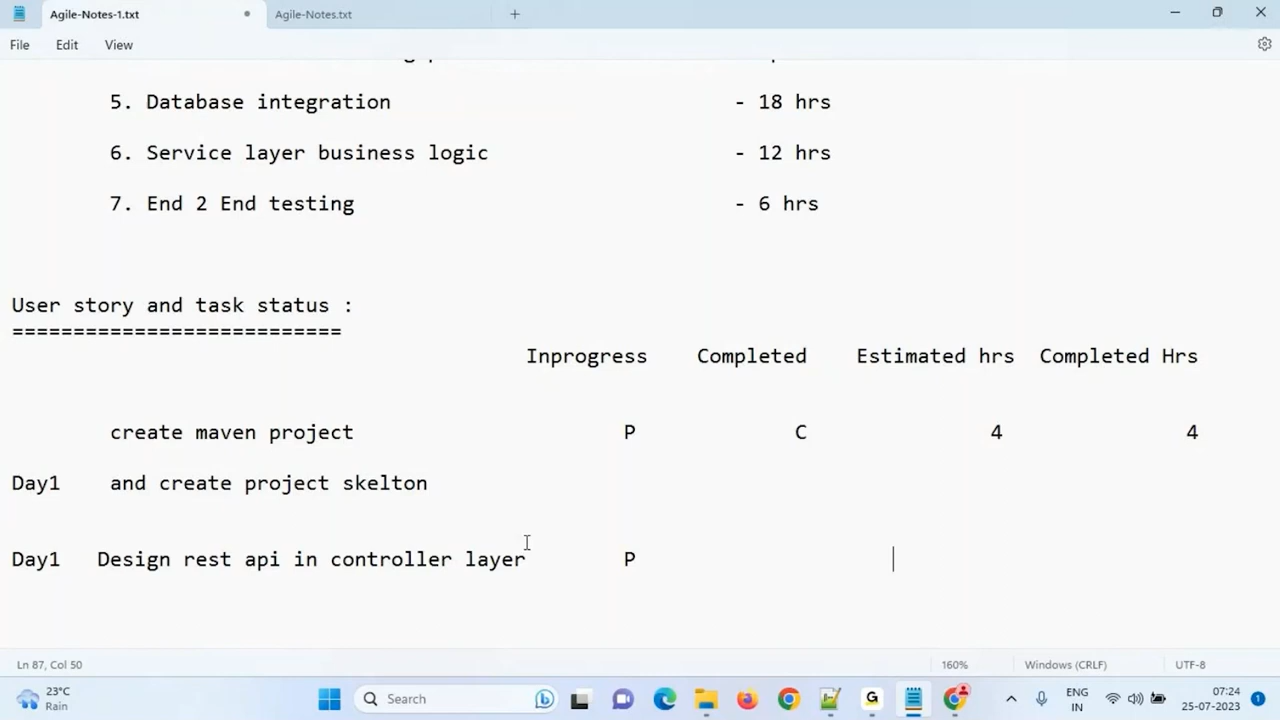 Agile-Notes-1.txt
Agile-Notes.txt
File Edit View
5. Database integration - 18 hrs
6. Service layer business logic - 12 hrs
7. End 2 End testing - 6 hrs
User story and task status :
===========================
Inprogress Completed Estimated hrs Completed Hrs
create maven project P C 4 4
Day1 and create project skelton
Day1 Design rest api in controller layer P
Ln 87, Col 50 160% Windows (CRLF) UTF-8
23°C
Rain
Search
G
ENG
IN
07:24
25-07-2023
1